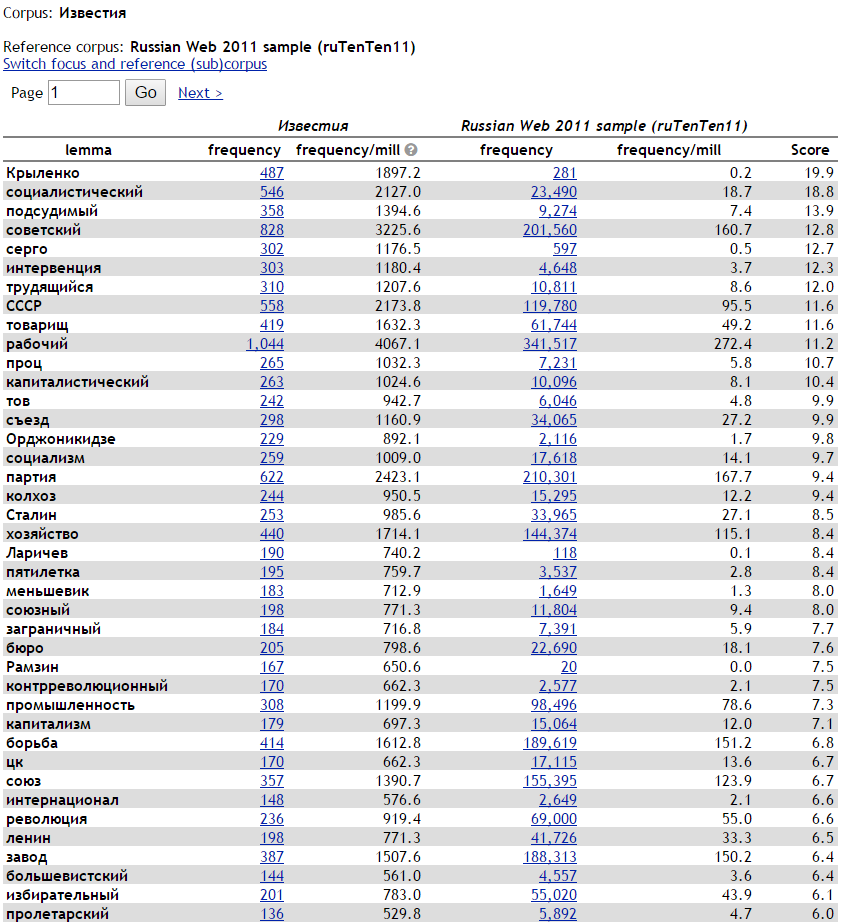 Corpus: Известия
Reference corpus: Russian Web 2011 sample (ruTenTen11)
Switch focus and reference (sub)corpus
Page 1 Go Next >
Известия Russian Web 2011 sample (ruTenTen11)
lemma frequency frequency/mill ? frequency frequency/mill Score
Крыленко 487 1897.2 281 0.2 19.9
социалистический 546 2127.0 23,490 18.7 18.8
подсудимый 358 1394.6 9,274 7.4 13.9
советский 828 3225.6 201,560 160.7 12.8
серго 302 1176.5 597 0.5 12.7
интервенция 303 1180.4 4,648 3.7 12.3
трудящийся 310 1207.6 10,811 8.6 12.0
СССР 558 2173.8 119,780 95.5 11.6
товарищ 419 1632.3 61,744 49.2 11.6
рабочий 1,044 4067.1 341,517 272.4 11.2
проц 265 1032.3 7,231 5.8 10.7
капиталистический 263 1024.6 10,096 8.1 10.4
тов 242 942.7 6,046 4.8 9.9
съезд 298 1160.9 34,065 27.2 9.9
Орджоникидзе 229 892.1 2,116 1.7 9.8
социализм 259 1009.0 17,618 14.1 9.7
партия 622 2423.1 210,301 167.7 9.4
колхоз 244 950.5 15,295 12.2 9.4
Сталин 253 985.6 33,965 27.1 8.5
хозяйство 440 1714.1 144,374 115.1 8.4
Ларичев 190 740.2 118 0.1 8.4
пятилетка 195 759.7 3,537 2.8 8.4
меньшевик 183 712.9 1,649 1.3 8.0
союзный 198 771.3 11,804 9.4 8.0
заграничный 184 716.8 7,391 5.9 7.7
бюро 205 798.6 22,690 18.1 7.6
Рамзин 167 650.6 20 0.0 7.5
контрреволюционный 170 662.3 2,577 2.1 7.5
промышленность 308 1199.9 98,496 78.6 7.3
капитализм 179 697.3 15,064 12.0 7.1
борьба 414 1612.8 189,619 151.2 6.8
цк 170 662.3 17,115 13.6 6.7
союз 357 1390.7 155,395 123.9 6.7
интернационал 148 576.6 2,649 2.1 6.6
революция 236 919.4 69,000 55.0 6.6
ленин 198 771.3 41,726 33.3 6.5
завод 387 1507.6 188,313 150.2 6.4
большевистский 144 561.0 4,557 3.6 6.4
избирательный 201 783.0 55,020 43.9 6.1
пролетарский 136 529.8 5,892 4.7 6.0